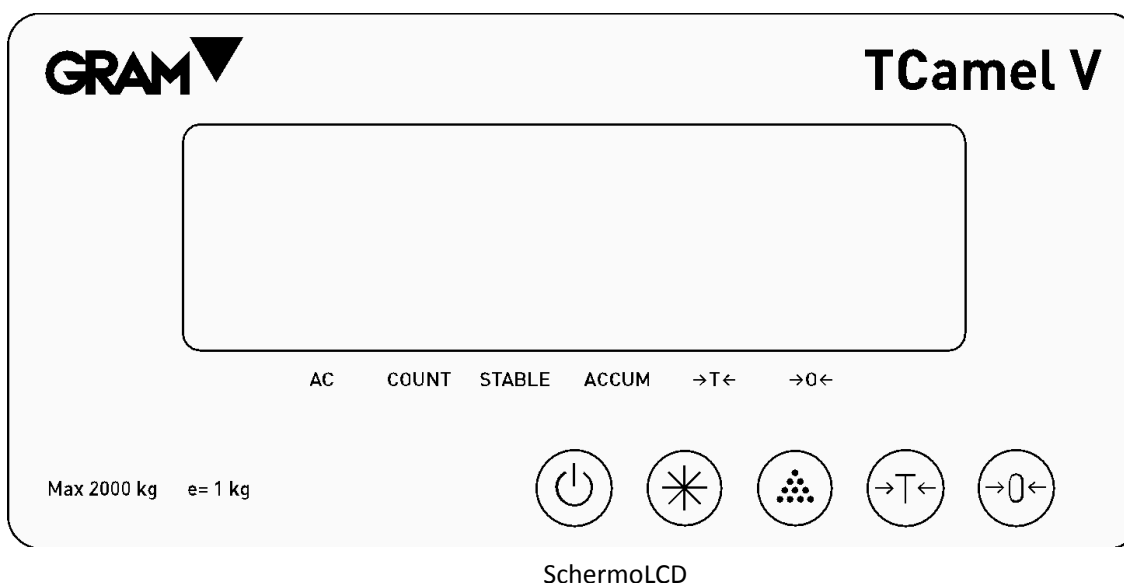 GRAM
TCamel V
AC COUNT STABLE ACCUM →T← →0←
Max 2000 kg e= 1 kg
→T← →0←
SchermoLCD